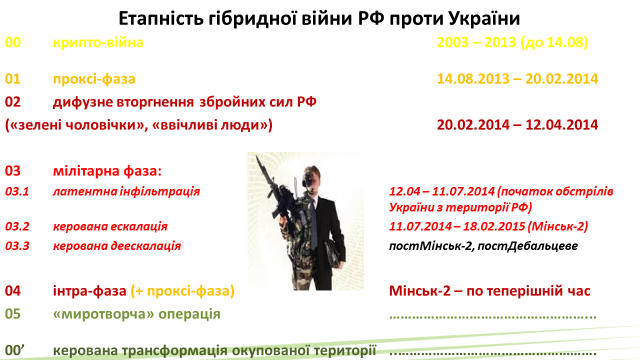 Етапність гібридної війни РФ проти України
00 крипто-війна 2003 – 2013 (до 14.08)
01 проксі-фаза 14.08.2013 – 20.02.2014
02 дифузне вторгнення збройних сил РФ
(«зелені чоловічки», «ввічливі люди») 20.02.2014 – 12.04.2014
03 мілітарна фаза:
03.1 латентна інфільтрація 12.04 – 11.07.2014 (початок обстрілів
України з території РФ)
03.2 керована ескалація 11.07.2014 – 18.02.2015 (Мінськ-2)
03.3 керована деескалація постМінськ-2, постДебальцеве
04 інтра-фаза (+ проксі-фаза) Мінськ-2 – по теперішній час
05 «миротворча» операція ……………………………………………...
00’ керована трансформація окупованої території ………………………………………………